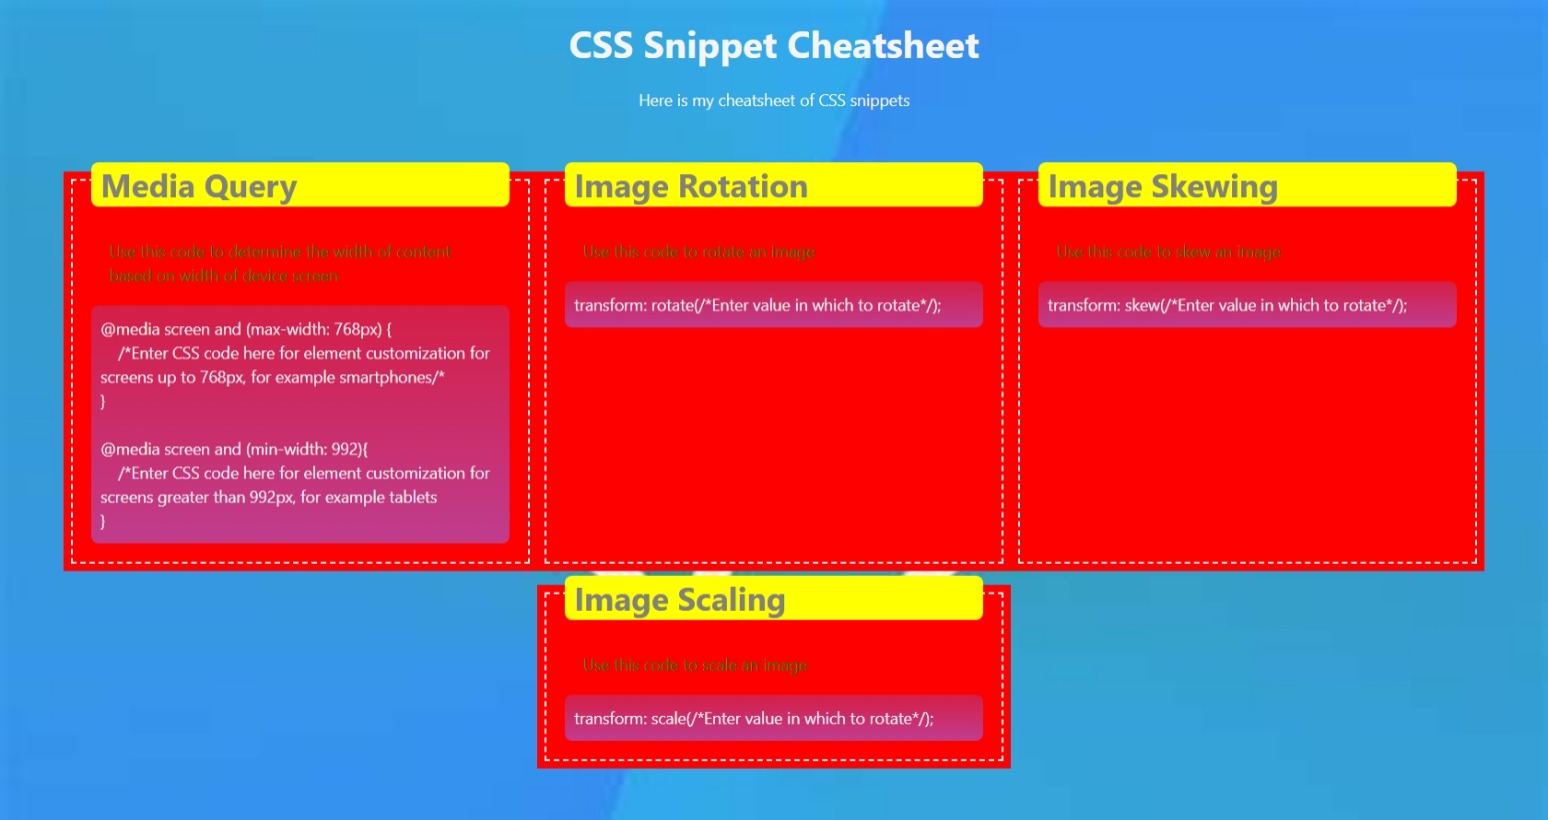 CSS Snippet Cheatsheet
Here is my cheatsheet of CSS snippets
Media Query
Use this code to determine the width of content
based on width of device screen
@media screen and (max-width: 768px) {
/*Enter CSS code here for element customization for
screens up to 768px, for example smartphones/*
}
@media screen and (min-width: 992){
/*Enter CSS code here for element customization for
screens greater than 992px, for example tablets
}
Image Rotation
Use this code to rotate an image
transform: rotate(/*Enter value in which to rotate*/);
Image Skewing
Use this code to skew an image
transform: skew(/*Enter value in which to rotate*/);
Image Scaling
Use this code to scale an image
transform: scale(/*Enter value in which to rotate*/);